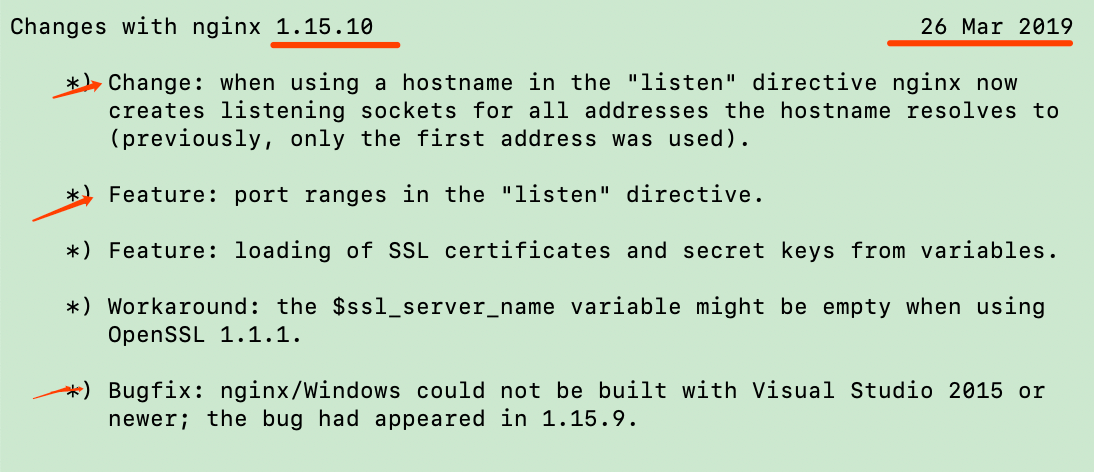 Changes with nginx 1.15.10 26 Mar 2019
*) Change: when using a hostname in the "listen" directive nginx now
creates listening sockets for all addresses the hostname resolves to
(previously, only the first address was used).
*) Feature: port ranges in the "listen" directive.
*) Feature: loading of SSL certificates and secret keys from variables.
*) Workaround: the $ssl_server_name variable might be empty when using
OpenSSL 1.1.1.
*) Bugfix: nginx/Windows could not be built with Visual Studio 2015 or
newer; the bug had appeared in 1.15.9.